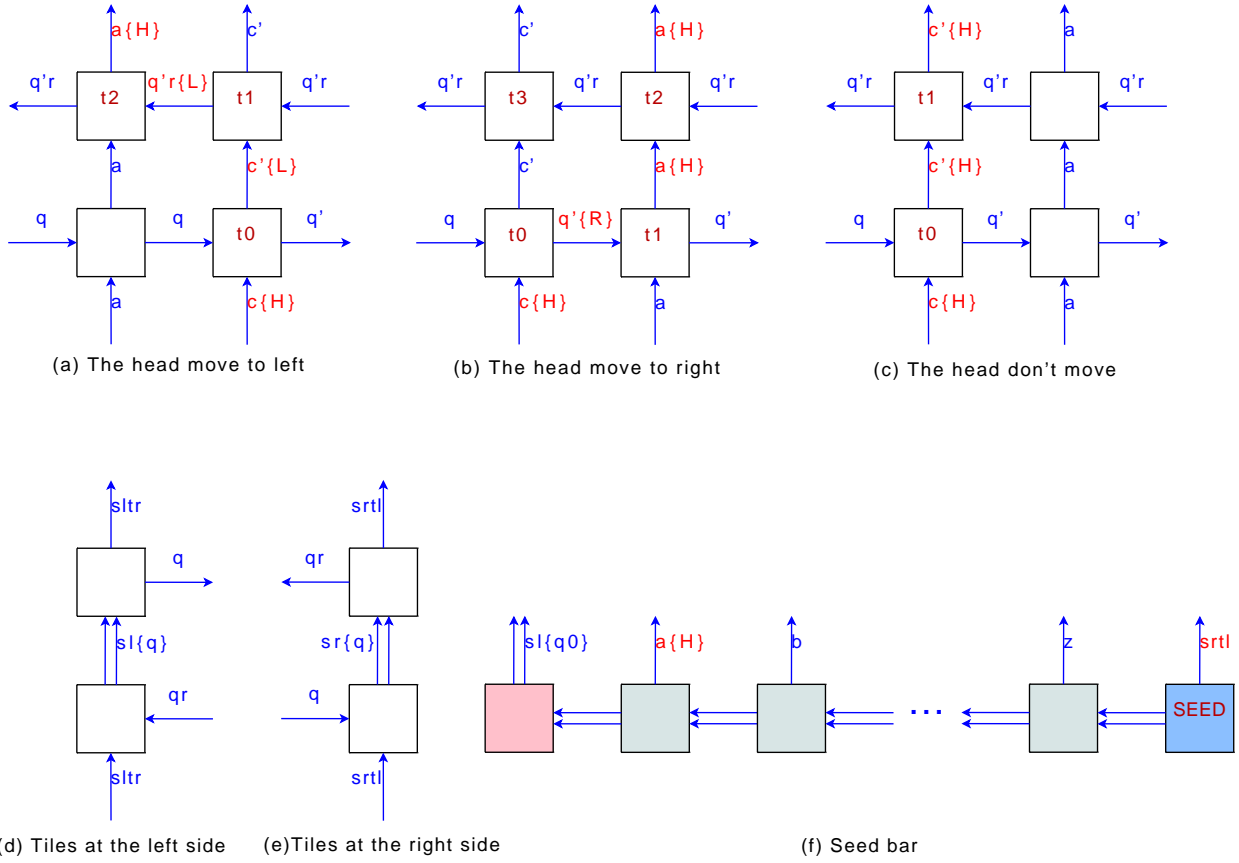 a{H} c' c' a{H} c'{H} a
q'r q'r{L} q'r q'r q'r q'r q'r q'r q'r
t2 t1 t3 t2 t1
a c'{L} c' a{H} c'{H} a
q q q' q q'{R} q' q q' q'
t0 t0 t1 t0
a c{H} c{H} a c{H} a
(a) The head move to left (b) The head move to right (c) The head don't move
sltr srtl
q qr
sl{q} sr{q} sl{q0} a{H} b z srtl
qr q
... SEED
sltr srtl
(d) Tiles at the left side (e)Tiles at the right side (f) Seed bar